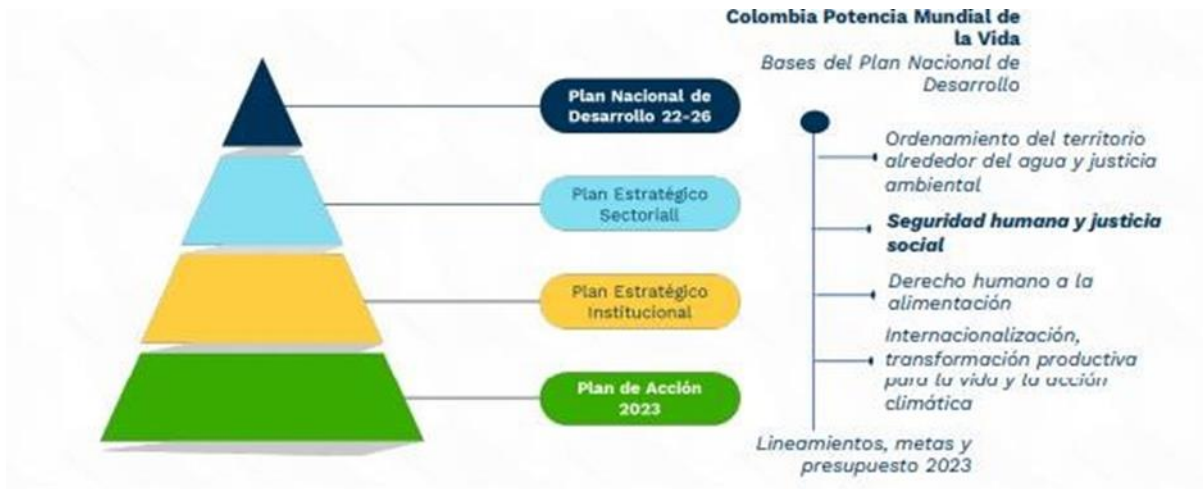 Plan Nacional de
Desarrollo 22-26
Plan Estratégico
Sectoriall
Plan Estratégico
Institucional
Plan de Acción
2023
Colombia Potencia Mundial de
la Vida
Bases del Plan Nacional de
Desarrollo
Ordenamiento del territorio
alrededor del agua y justicia
ambiental
Seguridad humana y justicia
social
Derecho humano a la
alimentación
Internacionalización,
transformación productiva
para la vida y la acción
climática
Lineamientos, metas y
presupuesto 2023